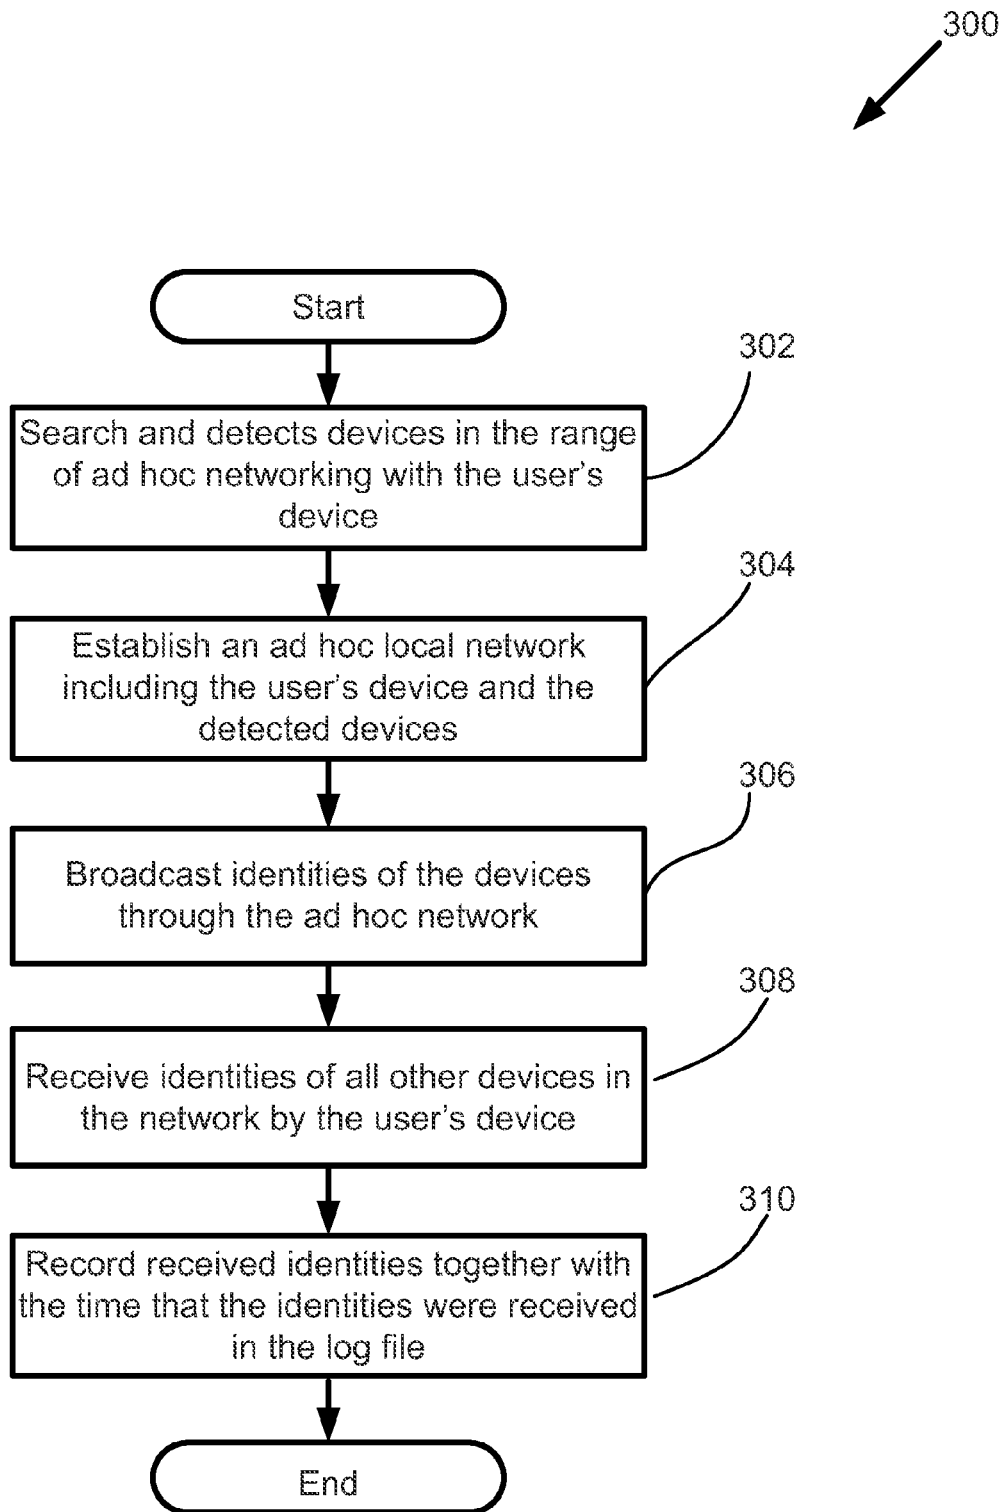 300
Start
302
Search and detects devices in the range
of ad hoc networking with the user's
device
304
Establish an ad hoc local network
including the user's device and the
detected devices
306
Broadcast identities of the devices
through the ad hoc network
308
Receive identities of all other devices in
the network by the user's device
310
Record received identities together with
the time that the identities were received
in the log file
End